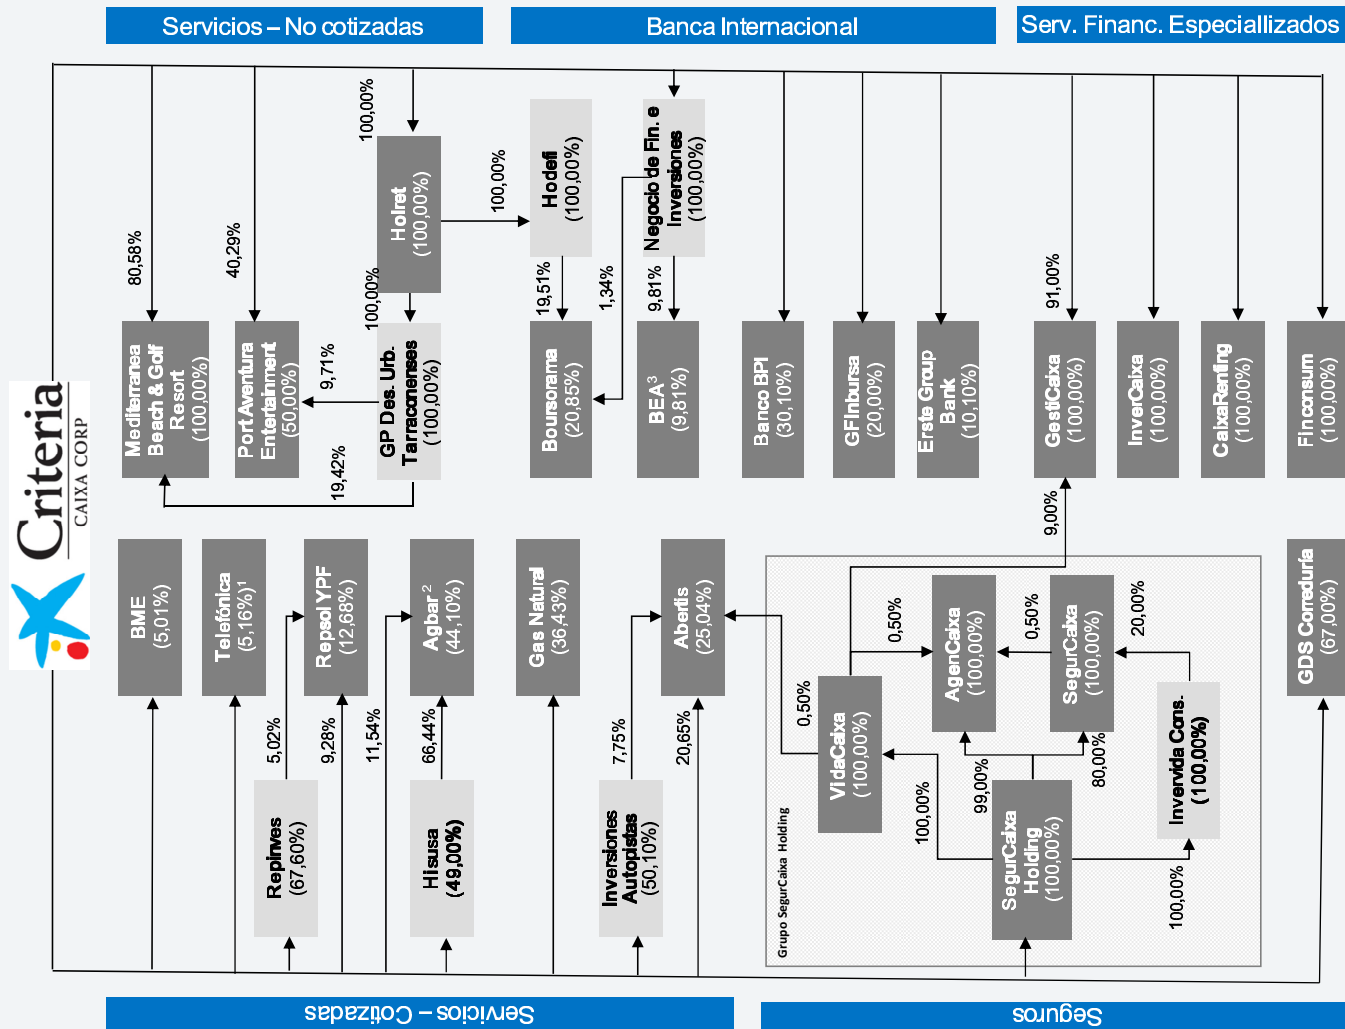 Servicios – No cotizadas
Banca Internacional
Serv. Financ. Especiallizados
Criteria
CAIXA CORP
80,58%
40,29%
100,00%
Holret
(100,00%)
100,00%
100,00%
Hodefi
(100,00%)
100,00%
Negocio de Fin. e
Inversiones
(100,00%)
Mediterranea
Beach & Golf
Resort
(100,00%)
Port Aventura
Entertainment
(50,00%)
9,71%
19,42%
GP Des. Urb.
Tarraconenses
(100,00%)
19,51%
1,34%
9,81%
Boursorama
(20,85%)
BEA3
(9,81%)
Banco BPI
(30,10%)
GFInbursa
(20,00%)
Erste Group
Bank
(10,10%)
91,00%
GestiCaixa
(100,00%)
InverCaixa
(100,00%)
CaixaRenting
(100,00%)
Finconsum
(100,00%)
9,00%
BME
(5,01%)
Telefónica
(5,16%)1
Repsol YPF
(12,68%)
Agbar2
(44,10%)
Gas Natural
(36,43%)
Abertis
(25,04%)
5,02%
9,28%
11,54%
66,44%
7,75%
20,65%
Repinves
(67,60%)
Hisusa
(49,00%)
Inversiones
Autopistas
(50,10%)
Grupo SegurCaixa Holding
VidaCaixa
(100,00%)
0,50%
0,50%
AgenCaixa
(100,00%)
0,50%
SegurCaixa
(100,00%)
20,00%
100,00%
99,00%
80,00%
Invervida Cons.
(100,00%)
SegurCaixa
Holding
(100,00%)
100,00%
GDS Correduría
(67,00%)
Servicios – Cotizadas
Seguros